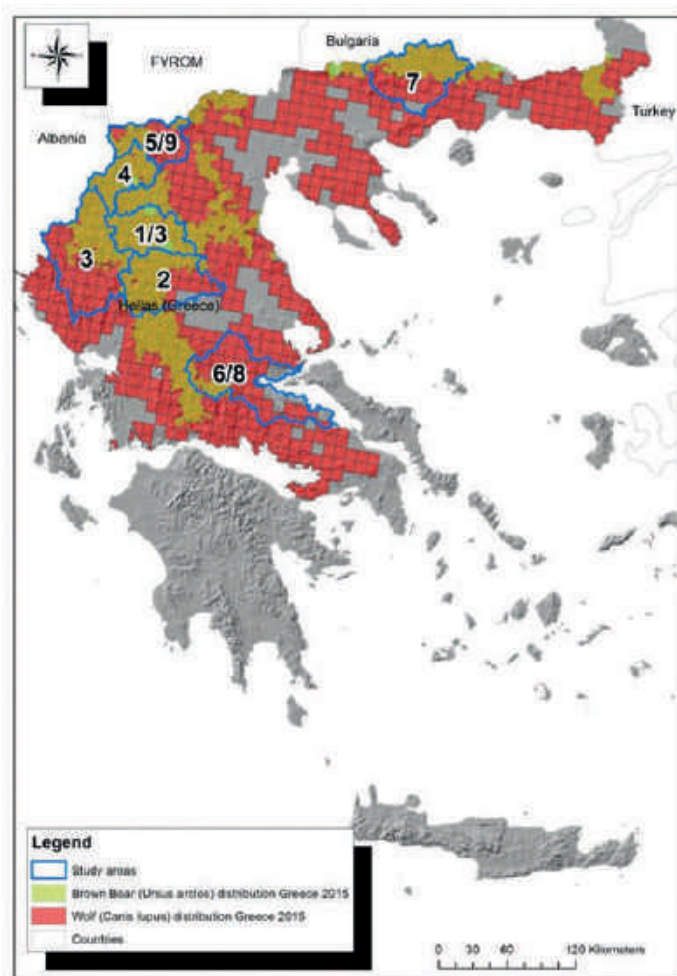 Bulgaria
FYROM
7
Turkey
Albania
5/9
4
1/3
3
2
Hellas (Greece)
6/8
Legend
Study areas
Brown Bear (Ursus arctos) distribution Greece 2015
Wolf (Canis lupus) distribution Greece 2015
Countries
0 30 60 120 Kilometers